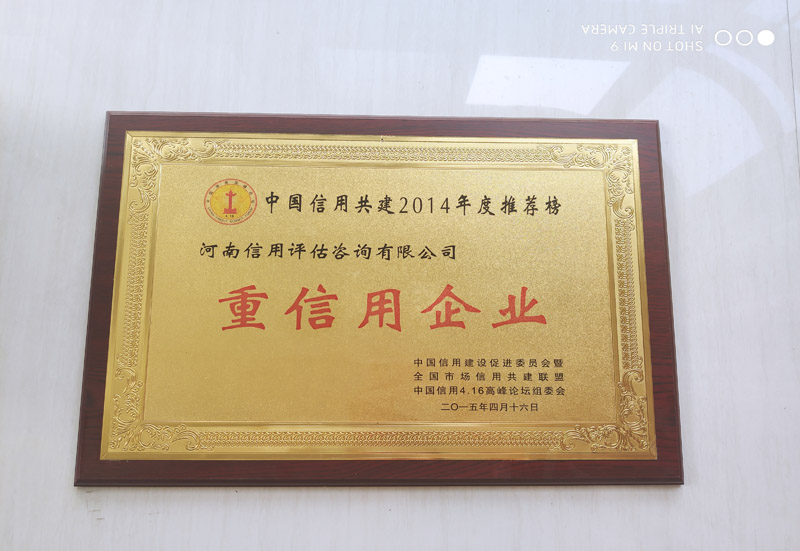 SHOT ON MI 9
AI TRIPLE CAMERA
中国信用共建2014年度推荐榜
河南信用评估咨询有限公司
重信用企业
中国信用建设促进委员会暨
全国市场信用共建联盟
中国信用4.16高峰论坛组委会
二〇一五年四月十六日